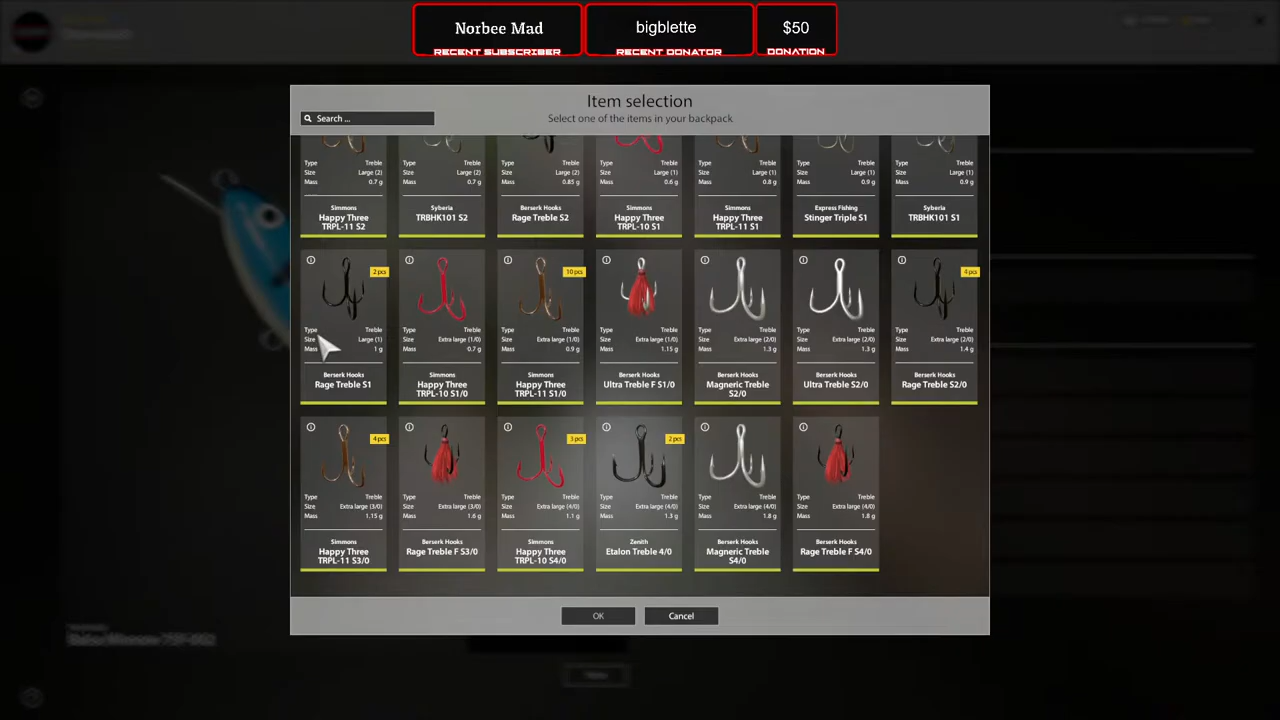 Norbee Mad
RECENT SUBSCRIBER
bigblette
RECENT DONATOR
$50
DONATION
Item selection
Select one of the items in your backpack.
Search ...
Type Treble
Size Large (2)
Mass 0.7 g
Simmons
Happy Three
TRPL-11 S2
Type Treble
Size Large (2)
Mass 0.7 g
Syberia
TRBHK101 S2
Type Treble
Size Large (2)
Mass 0.85 g
Berserk Hooks
Rage Treble S2
Type Treble
Size Large (1)
Mass 0.6 g
Simmons
Happy Three
TRPL-10 S1
Type Treble
Size Large (1)
Mass 0.8 g
Simmons
Happy Three
TRPL-11 S1
Type Treble
Size Large (1)
Mass 0.9 g
Express Fishing
Stinger Triple S1
Type Treble
Size Large (1)
Mass 0.9 g
Syberia
TRBHK101 S1
2 pcs
Type Treble
Size Large (1)
Mass 1 g
Berserk Hooks
Rage Treble S1
Type Treble
Size Extra large (1/0)
Mass 0.7 g
Simmons
Happy Three
TRPL-10 S1/0
10 pcs
Type Treble
Size Extra large (1/0)
Mass 0.9 g
Simmons
Happy Three
TRPL-11 S1/0
Type Treble
Size Extra large (1/0)
Mass 1.15 g
Berserk Hooks
Ultra Treble F S1/0
Type Treble
Size Extra large (2/0)
Mass 1.3 g
Berserk Hooks
Magneric Treble
S2/0
Type Treble
Size Extra large (2/0)
Mass 1.3 g
Berserk Hooks
Ultra Treble S2/0
4 pcs
Type Treble
Size Extra large (2/0)
Mass 1.4 g
Berserk Hooks
Rage Treble S2/0
4 pcs
Type Treble
Size Extra large (3/0)
Mass 1.15 g
Simmons
Happy Three
TRPL-11 S3/0
Type Treble
Size Extra large (3/0)
Mass 1.6 g
Berserk Hooks
Rage Treble F S3/0
3 pcs
Type Treble
Size Extra large (4/0)
Mass 1.1 g
Simmons
Happy Three
TRPL-10 S4/0
2 pcs
Type Treble
Size Extra large (4/0)
Mass 1.3 g
Zenith
Etalon Treble 4/0
Type Treble
Size Extra large (4/0)
Mass 1.8 g
Berserk Hooks
Magneric Treble
S4/0
Type Treble
Size Extra large (4/0)
Mass 1.8 g
Berserk Hooks
Rage Treble F S4/0
OK
Cancel